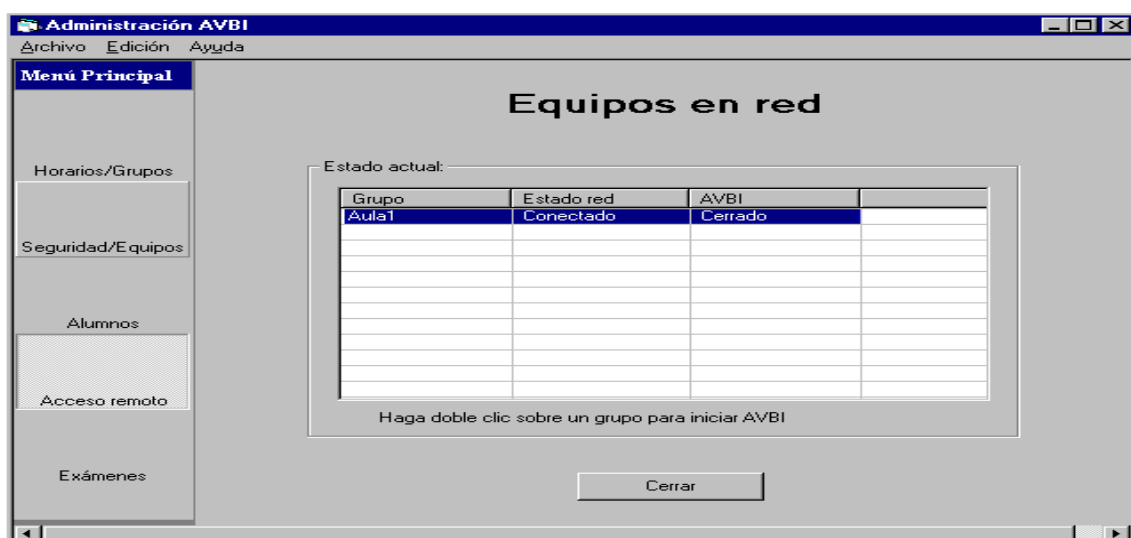 Administración AVBI
Archivo Edición Ayuda
Menú Principal
Equipos en red
Horarios/Grupos
Seguridad/Equipos
Alumnos
Acceso remoto
Exámenes
Estado actual:
Grupo Estado red AVBI
Aula1 Conectado Cerrado
Haga doble clic sobre un grupo para iniciar AVBI
Cerrar